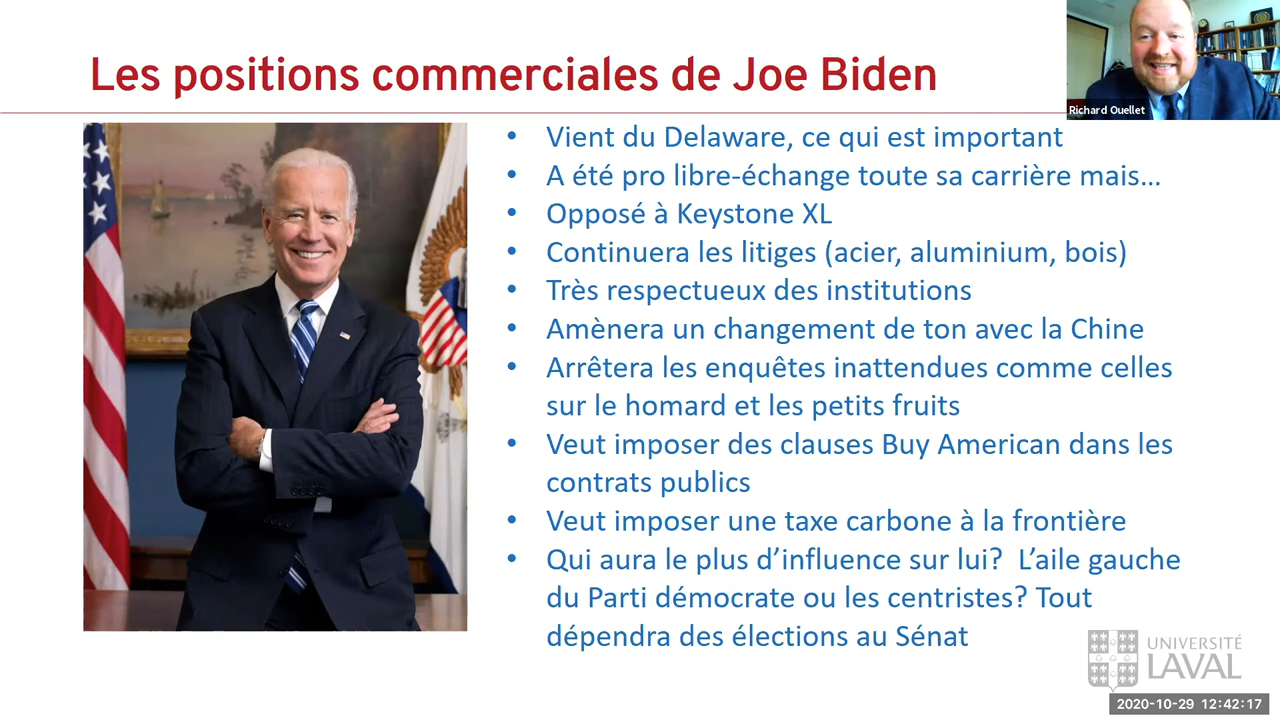 Les positions commerciales de Joe Biden
Richard Ouellet
• Vient du Delaware, ce qui est important
• A été pro libre-échange toute sa carrière mais…
• Opposé à Keystone XL
• Continuera les litiges (acier, aluminium, bois)
• Très respectueux des institutions
• Amènera un changement de ton avec la Chine
• Arrêtera les enquêtes inattendues comme celles
sur le homard et les petits fruits
• Veut imposer des clauses Buy American dans les
contrats publics
• Veut imposer une taxe carbone à la frontière
• Qui aura le plus d’influence sur lui?  L’aile gauche
du Parti démocrate ou les centristes? Tout
dépendra des élections au Sénat
UNIVERSITÉ
LAVAL
2020-10-29 12:42:17